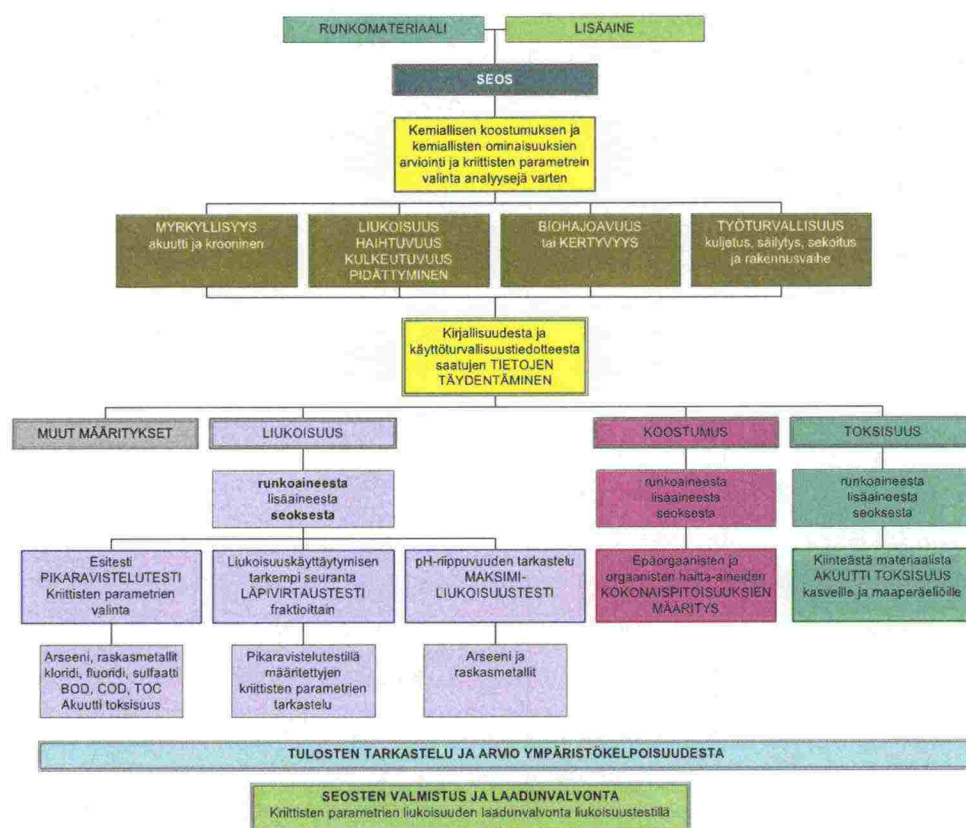 RUNKOMATERIAALI
LISÄAINE
SEOS
Kemiallisen koostumuksen ja
kemiallisten ominaisuuksien
arviointi ja kriittisten parametrein
valinta analyysejä varten
MYRKYLLISYYS
akuutti ja krooninen
LIUKOISUUS
HAIHTUVUUS
KULKEUTUVUUS
PIDÄTTYMINEN
BIOHAJOAVUUS
tai KERTYVYYS
TYÖTURVALLISUUS
kuljetus, säilytys, sekoitus
ja rakennusvaihe
Kirjallisuudesta ja
käyttöturvallisuustiedotteesta
saatujen TIETOJEN
TÄYDENTÄMINEN
MUUT MÄÄRITYKSET
LIUKOISUUS
KOOSTUMUS
TOKSISUUS
runkoaineesta
lisäaineesta
seoksesta
runkoaineesta
lisäaineesta
seoksesta
runkoaineesta
lisäaineesta
seoksesta
Esitesti
PIKARAVISTELUTESTI
Kriittisten parametrien
valinta
Liukoisuuskäyttäytymisen
tarkempi seuranta
LÄPIVIRTAUSTESTI
fraktioittain
pH-riippuvuuden tarkastelu
MAKSIMI-
LIUKOISUUSTESTI
Epäorgaanisten ja
orgaanisten haitta-aineiden
KOKONAISPITOISUUKSIEN
MÄÄRITYS
Kiinteästä materiaalista
AKUUTTI TOKSISUUS
kasveille ja maaperäeliöille
Arseeni, raskasmetallit
kloridi, fluoridi, sulfaatti
BOD, COD, TOC
Akuutti toksisuus
Pikaravistelutestillä
määritettyjen
kriittisten parametrien
tarkastelu
Arseeni ja
raskasmetallit
TULOSTEN TARKASTELU JA ARVIO YMPÄRISTÖKELPOISUUDESTA
SEOSTEN VALMISTUS JA LAADUNVALVONTA
Kriittisten parametrien liukoisuuden laadunvalvonta liukoisuustestillä